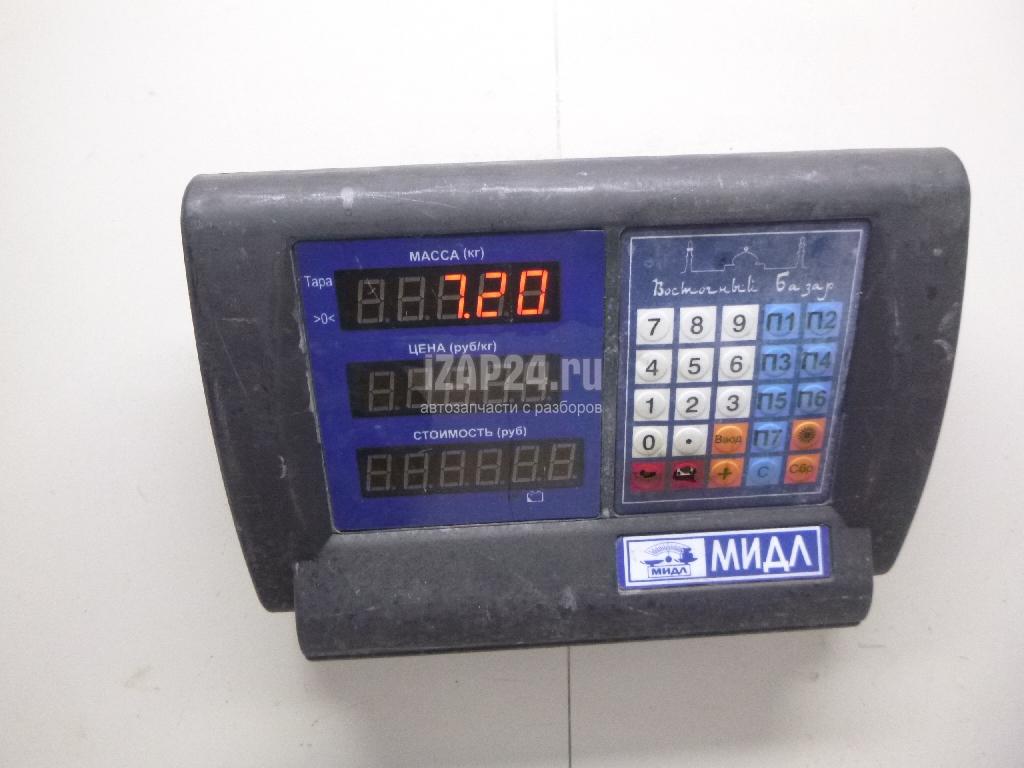 МАССА (кг)
Тара
7.20
>0<
ЦЕНА (руб/кг)
iZAP24.ru
автозапчасти с разборов
СТОИМОСТЬ (руб)
Восточный Базар
7 8 9 П1 П2
4 5 6 П3 П4
1 2 3 П5 П6
0 • Ввод П7
+ С Сбр
МИДЛ
МИДЛ